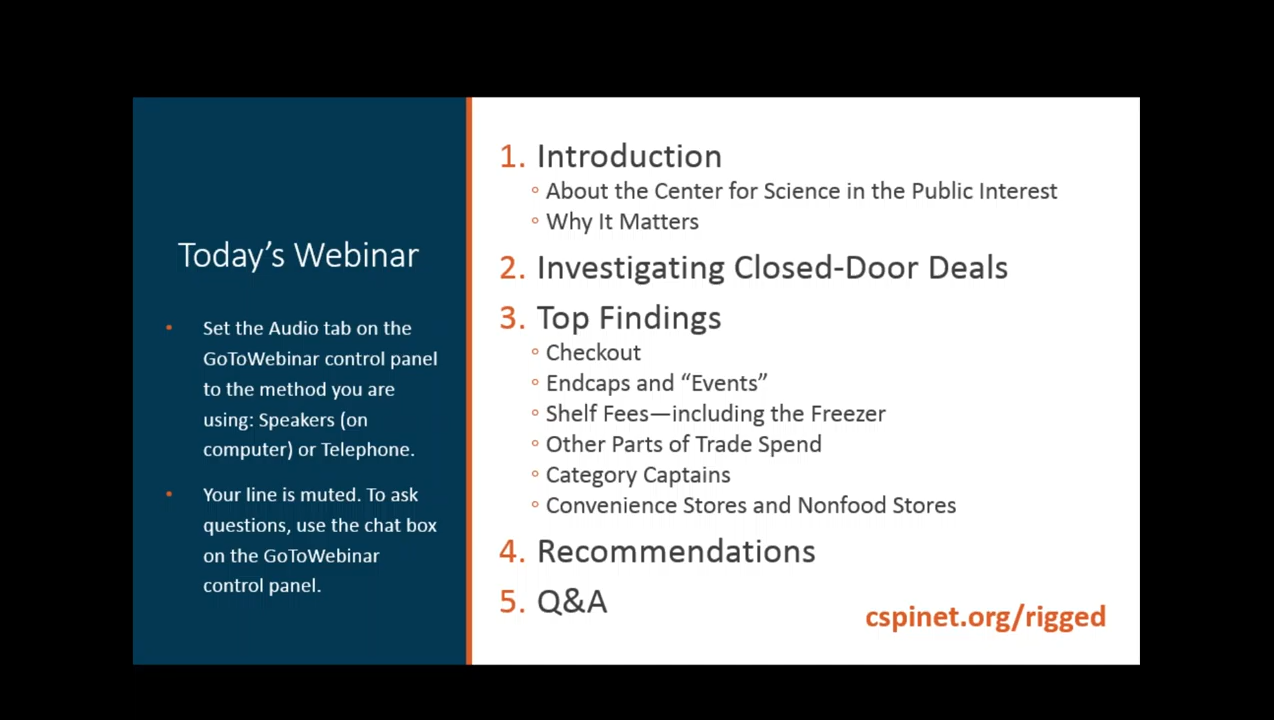 Today’s Webinar
• Set the Audio tab on the
GoToWebinar control panel
to the method you are
using: Speakers (on
computer) or Telephone.
• Your line is muted. To ask
questions, use the chat box
on the GoToWebinar
control panel.
1. Introduction
◦ About the Center for Science in the Public Interest
◦ Why It Matters
2. Investigating Closed-Door Deals
3. Top Findings
◦ Checkout
◦ Endcaps and “Events”
◦ Shelf Fees—including the Freezer
◦ Other Parts of Trade Spend
◦ Category Captains
◦ Convenience Stores and Nonfood Stores
4. Recommendations
5. Q&A
cspinet.org/rigged